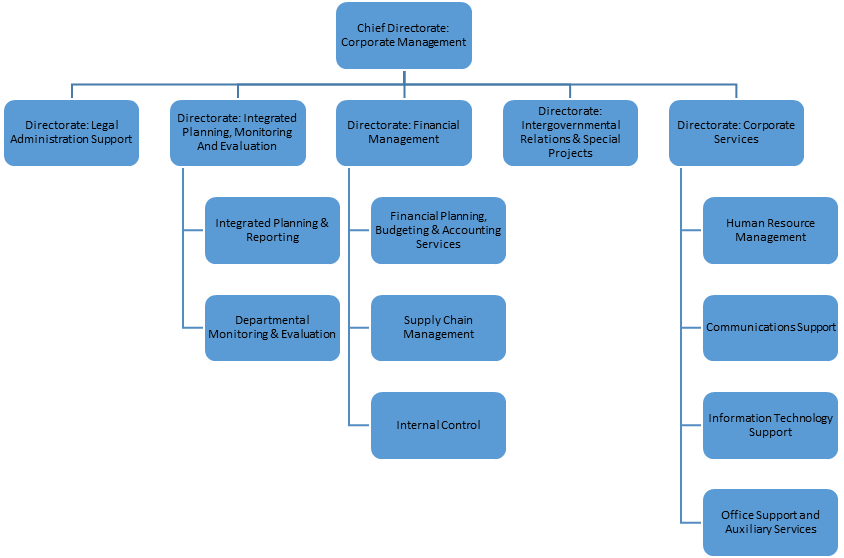 Chief Directorate:
Corporate Management
Directorate: Legal
Administration Support
Directorate: Integrated
Planning, Monitoring
And Evaluation
Directorate: Financial
Management
Directorate:
Intergovernmental
Relations & Special
Projects
Directorate: Corporate
Services
Integrated Planning &
Reporting
Departmental
Monitoring & Evaluation
Financial Planning,
Budgeting & Accounting
Services
Supply Chain
Management
Internal Control
Human Resource
Management
Communications Support
Information Technology
Support
Office Support and
Auxiliary Services